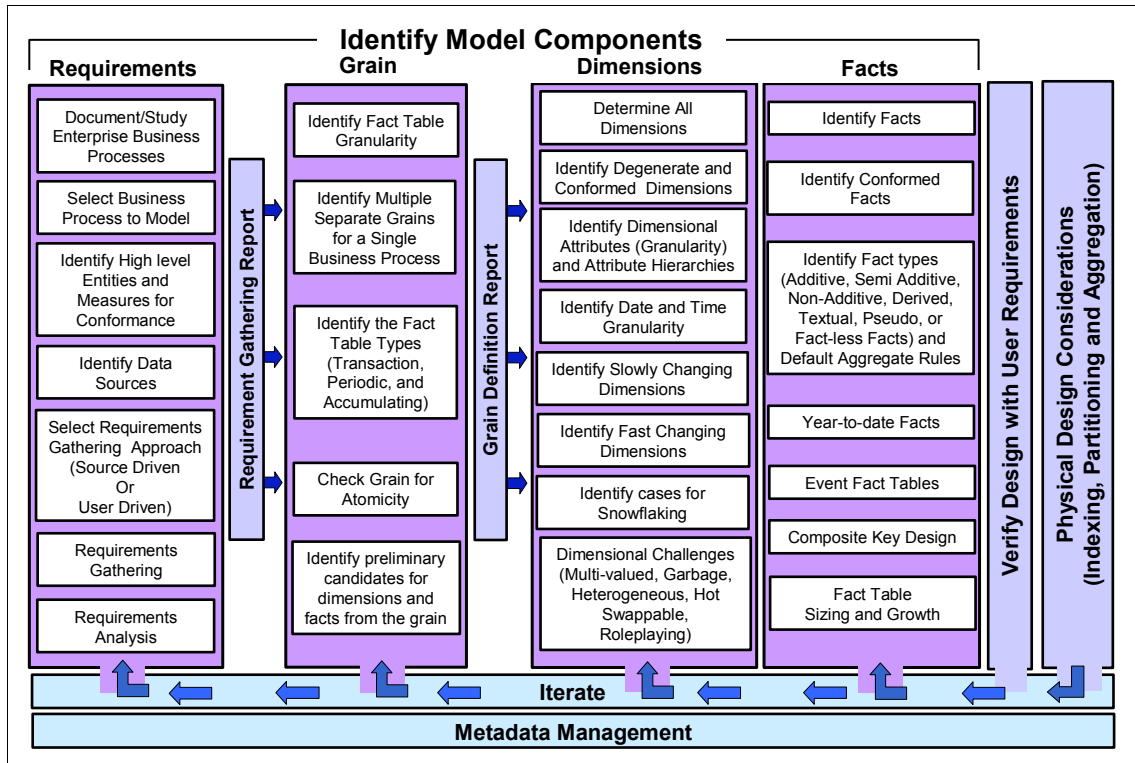 Identify Model Components
Requirements
Document/Study
Enterprise Business
Processes
Select Business
Process to Model
Identify High level
Entities and
Measures for
Conformance
Identify Data
Sources
Select Requirements
Gathering Approach
(Source Driven
Or
User Driven)
Requirements
Gathering
Requirements
Analysis
Requirement Gathering Report
Grain
Identify Fact Table
Granularity
Identify Multiple
Separate Grains
for a Single
Business Process
Identify the Fact
Table Types
(Transaction,
Periodic, and
Accumulating)
Check Grain for
Atomicity
Identify preliminary
candidates for
dimensions and
facts from the grain
Grain Definition Report
Dimensions
Determine All
Dimensions
Identify Degenerate and
Conformed Dimensions
Identify Dimensional
Attributes (Granularity)
and Attribute Hierarchies
Identify Date and Time
Granularity
Identify Slowly Changing
Dimensions
Identify Fast Changing
Dimensions
Identify cases for
Snowflaking
Dimensional Challenges
(Multi-valued, Garbage,
Heterogeneous, Hot
Swappable,
Roleplaying)
Facts
Identify Facts
Identify Conformed
Facts
Identify Fact types
(Additive, Semi Additive,
Non-Additive, Derived,
Textual, Pseudo, or
Fact-less Facts) and
Default Aggregate Rules
Year-to-date Facts
Event Fact Tables
Composite Key Design
Fact Table
Sizing and Growth
Verify Design with User Requirements
Physical Design Considerations
(Indexing, Partitioning and Aggregation)
Iterate
Metadata Management